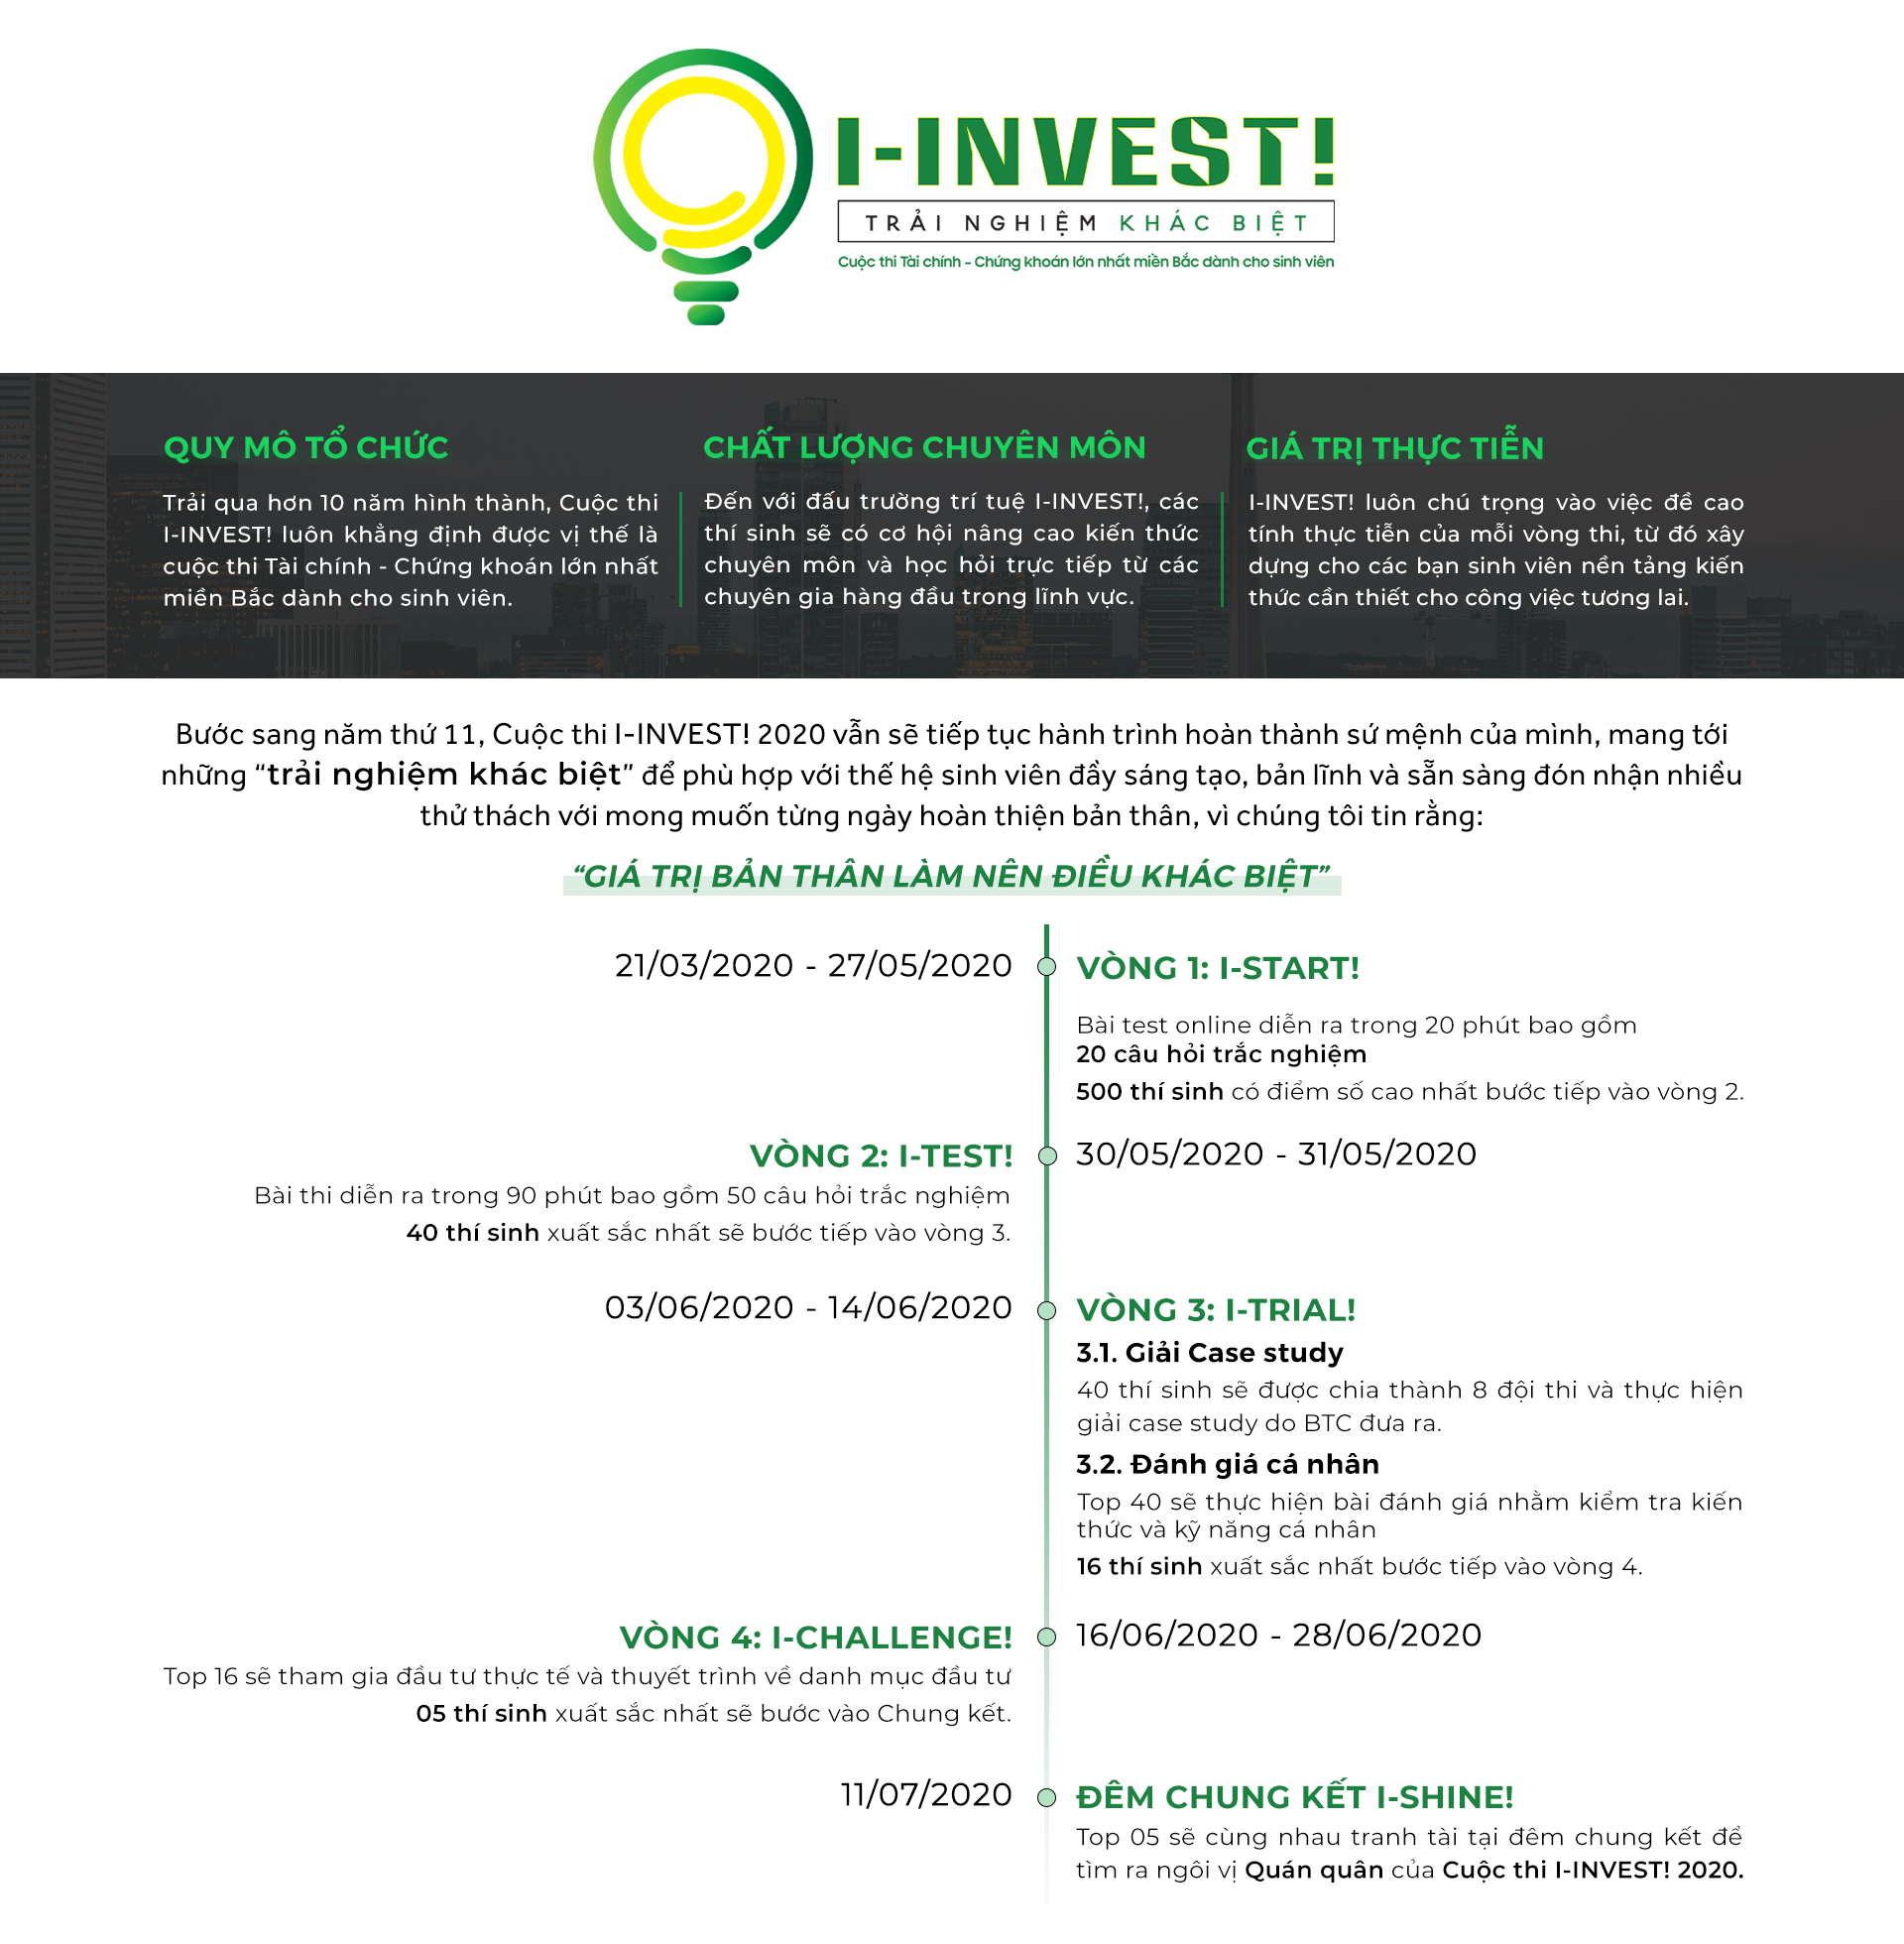 I-INVEST!
TRẢI NGHIỆM KHÁC BIỆT
Cuộc thi Tài chính - Chứng khoán lớn nhất miền Bắc dành cho sinh viên
QUY MÔ TỔ CHỨC
Trải qua hơn 10 năm hình thành, Cuộc thi
I-INVEST! luôn khẳng định được vị thế là
cuộc thi Tài chính - Chứng khoán lớn nhất
miền Bắc dành cho sinh viên.
CHẤT LƯỢNG CHUYÊN MÔN
Đến với đấu trường trí tuệ I-INVEST!, các
thí sinh sẽ có cơ hội nâng cao kiến thức
chuyên môn và học hỏi trực tiếp từ các
chuyên gia hàng đầu trong lĩnh vực.
GIÁ TRỊ THỰC TIỄN
I-INVEST! luôn chú trọng vào việc đề cao
tính thực tiễn của mỗi vòng thi, từ đó xây
dựng cho các bạn sinh viên nền tảng kiến
thức cần thiết cho công việc tương lai.
Bước sang năm thứ 11, Cuộc thi I-INVEST! 2020 vẫn sẽ tiếp tục hành trình hoàn thành sứ mệnh của mình, mang tới
những “trải nghiệm khác biệt” để phù hợp với thế hệ sinh viên đầy sáng tạo, bản lĩnh và sẵn sàng đón nhận nhiều
thử thách với mong muốn từng ngày hoàn thiện bản thân, vì chúng tôi tin rằng:
“GIÁ TRỊ BẢN THÂN LÀM NÊN ĐIỀU KHÁC BIỆT”
21/03/2020 - 27/05/2020
VÒNG 1: I-START!
Bài test online diễn ra trong 20 phút bao gồm
20 câu hỏi trắc nghiệm
500 thí sinh có điểm số cao nhất bước tiếp vào vòng 2.
VÒNG 2: I-TEST!
30/05/2020 - 31/05/2020
Bài thi diễn ra trong 90 phút bao gồm 50 câu hỏi trắc nghiệm
40 thí sinh xuất sắc nhất sẽ bước tiếp vào vòng 3.
03/06/2020 - 14/06/2020
VÒNG 3: I-TRIAL!
3.1. Giải Case study
40 thí sinh sẽ được chia thành 8 đội thi và thực hiện
giải case study do BTC đưa ra.
3.2. Đánh giá cá nhân
Top 40 sẽ thực hiện bài đánh giá nhằm kiểm tra kiến
thức và kỹ năng cá nhân
16 thí sinh xuất sắc nhất bước tiếp vào vòng 4.
VÒNG 4: I-CHALLENGE!
16/06/2020 - 28/06/2020
Top 16 sẽ tham gia đầu tư thực tế và thuyết trình về danh mục đầu tư
05 thí sinh xuất sắc nhất sẽ bước vào Chung kết.
11/07/2020
ĐÊM CHUNG KẾT I-SHINE!
Top 05 sẽ cùng nhau tranh tài tại đêm chung kết để
tìm ra ngôi vị Quán quân của Cuộc thi I-INVEST! 2020.